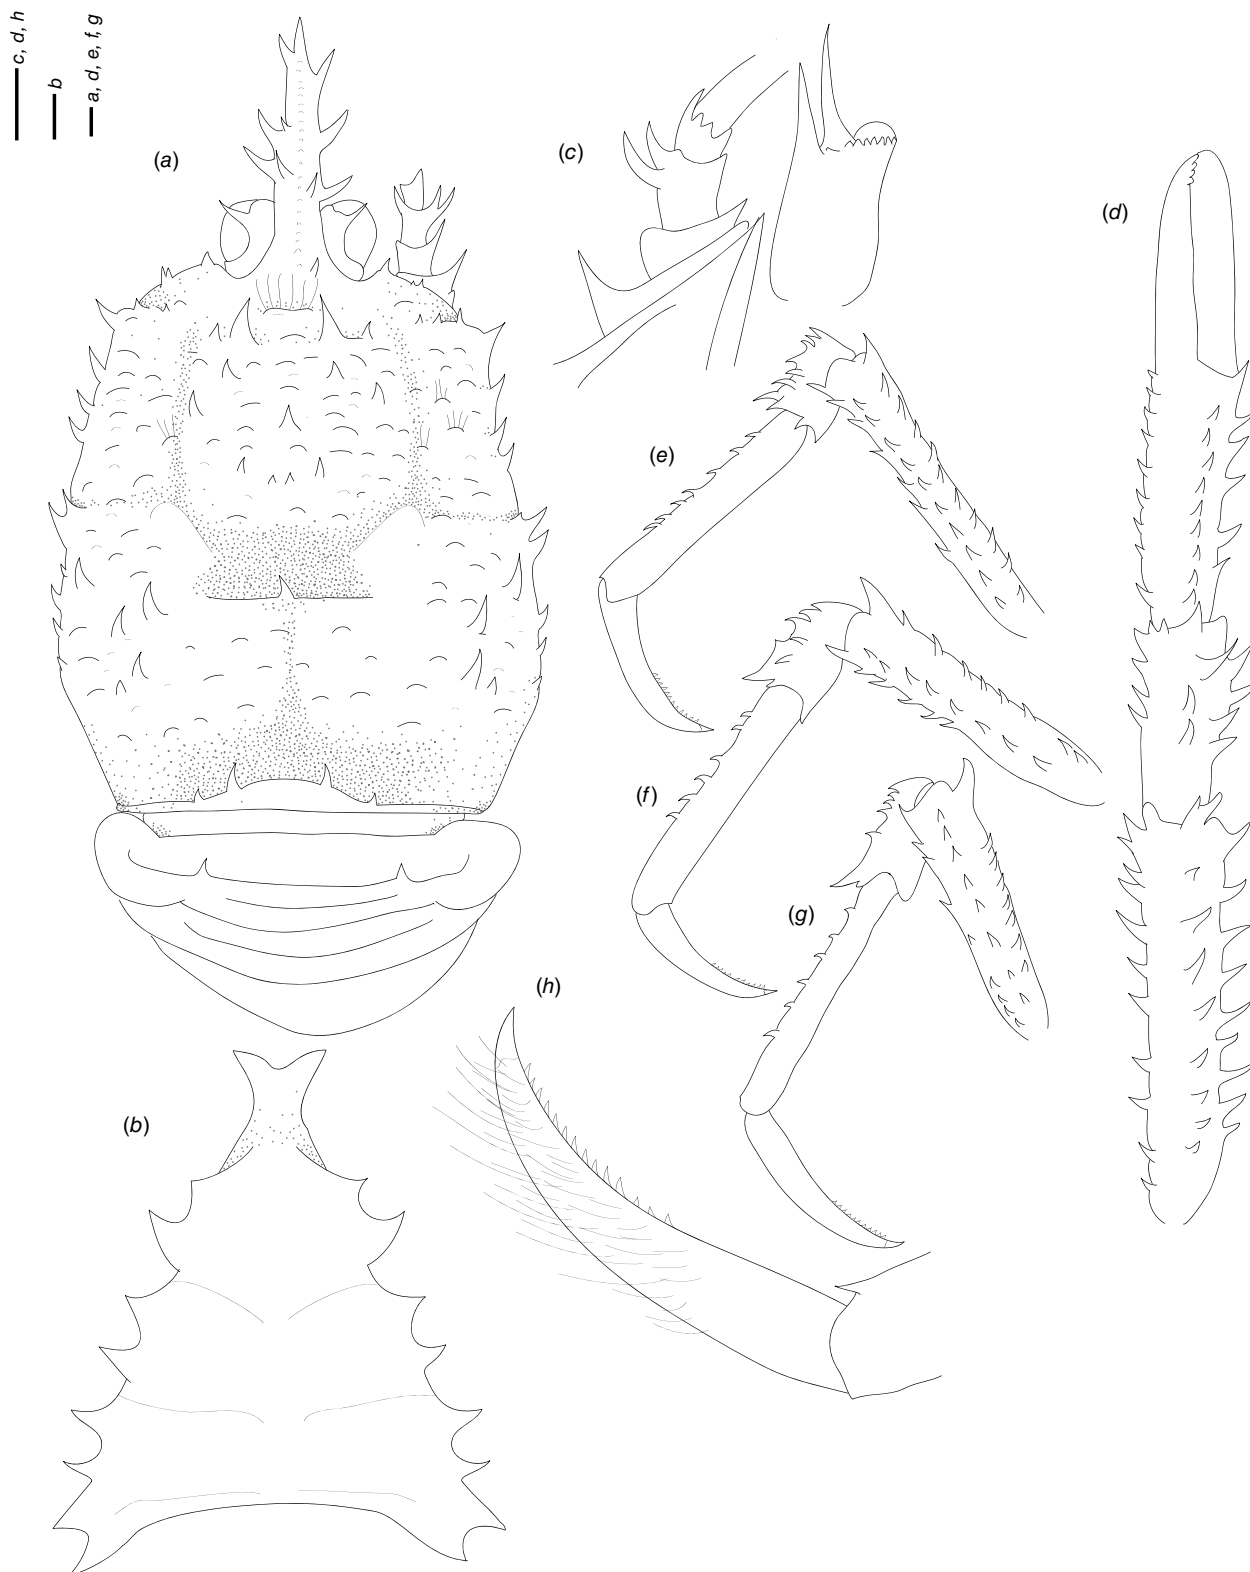 c, d, h
b
a, d, e, f, g
(a)
(c)
(d)
(e)
(f)
(g)
(h)
(b)